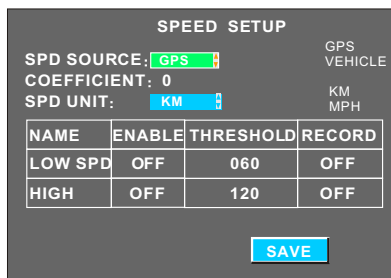 SPEED SETUP
SPD SOURCE: GPS
GPS
VEHICLE
COEFFICIENT: 0
SPD UNIT: KM
KM
MPH
NAME ENABLE THRESHOLD RECORD
LOW SPD OFF 060 OFF
HIGH OFF 120 OFF
SAVE